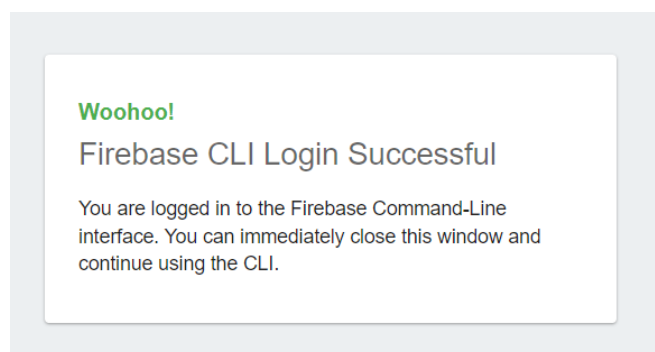 Woohoo!
Firebase CLI Login Successful
You are logged in to the Firebase Command-Line
interface. You can immediately close this window and
continue using the CLI.